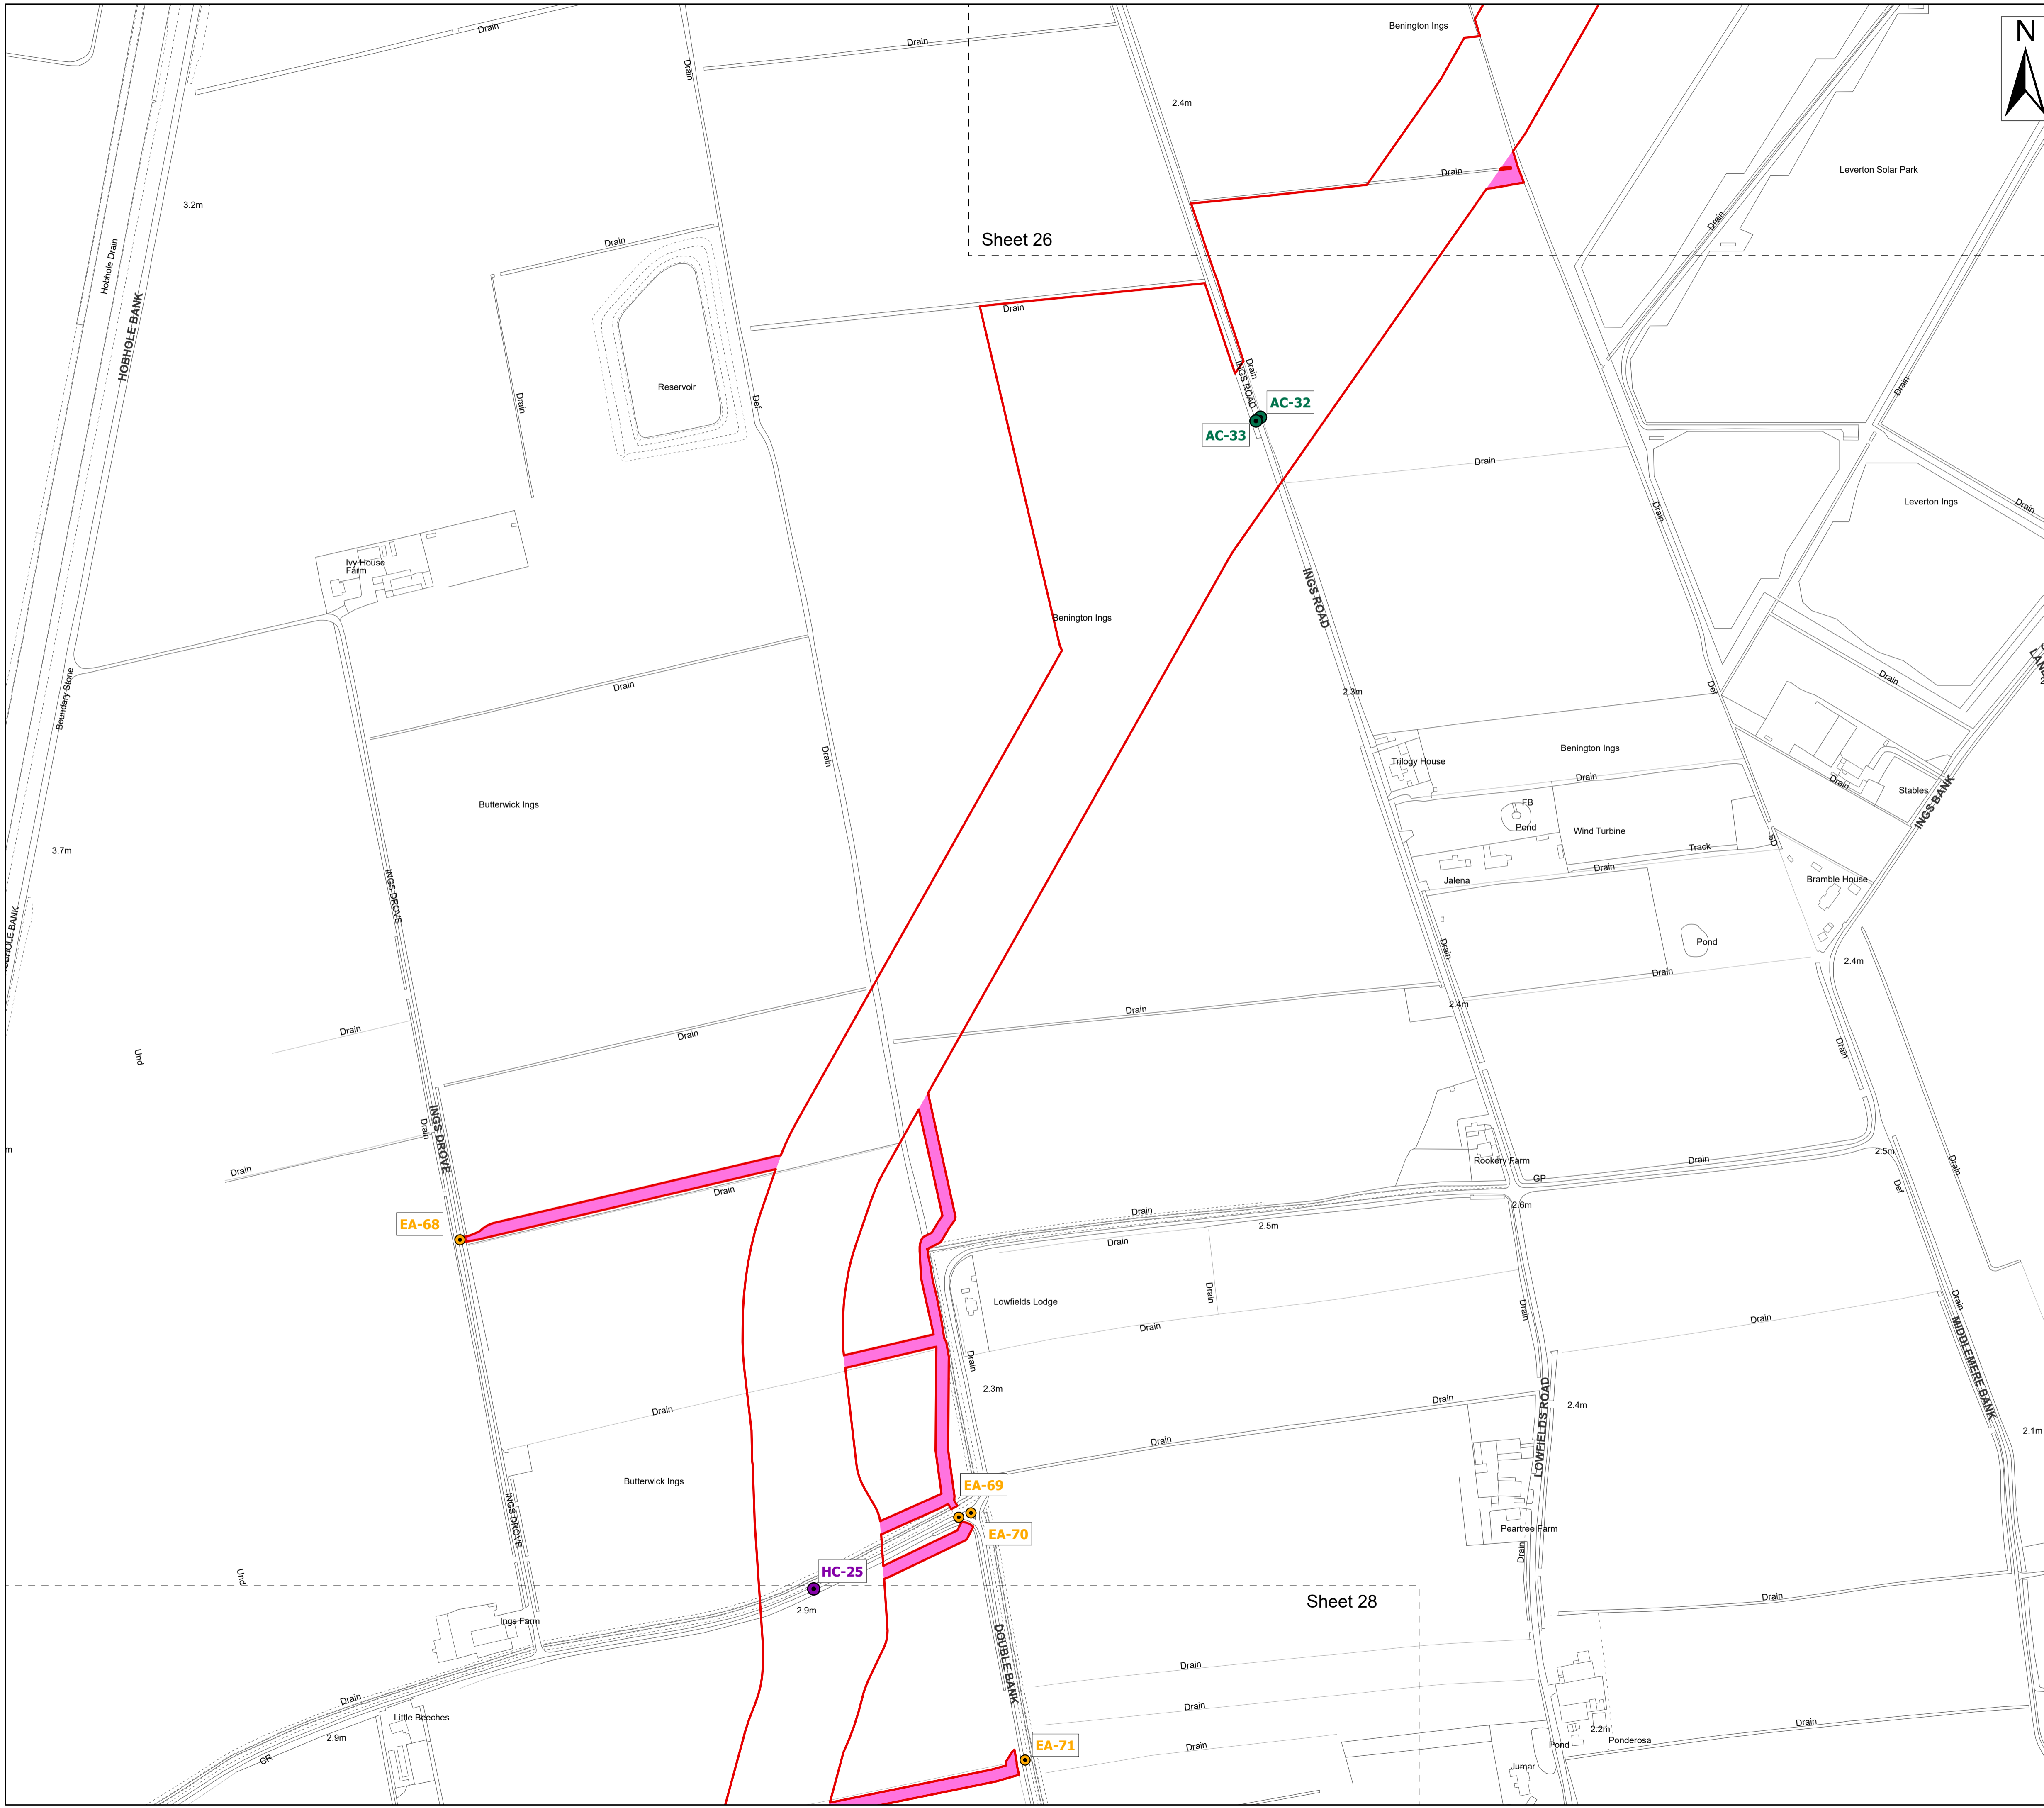 Drain
Drain
Benington Ings
N
Drain
Drain
2.4m
Leverton Solar Park
Drain
3.2m
Drain
Sheet 26
Drain
Hobhole Drain
HOBHOLE BANK
Drain
Reservoir
Def
Drain
Drain
INGS ROAD
AC-32
AC-33
Drain
Drain
Drain
Leverton Ings
Drain
Ivy House
Farm
INGS ROAD
Benington Ings
Boundary Stone
Drain
2.3m
Def
Drain
Drain
Benington Ings
Trilogy House
Drain
Drain
Stables
INGS BANK
Butterwick Ings
FB
Pond
Wind Turbine
SD
3.7m
Track
Drain
Jalena
Bramble House
INGS DROVE
Drain
Pond
Drain
2.4m
2.4m
Drain
Drain
Drain
Drain
Und
INGS DROVE
Drain
Drain
Drain
Rookery Farm
GP
Drain
2.5m
Drain
Def
EA-68
Drain
Drain
2.5m
2.6m
Drain
Drain
Lowfields Lodge
Drain
Drain
Drain
Drain
MIDDLEMERE BANK
Drain
2.3m
Drain
LOWFIELDS ROAD
2.4m
Drain
Drain
2.1m
Butterwick Ings
EA-69
INGS DROVE
EA-70
Peartree Farm
Drain
HC-25
Und
Sheet 28
Drain
2.9m
Ings Farm
DOUBLE BANK
Drain
Drain
Little Beeches
2.9m
CR
Drain
2.2m
Drain
Ponderosa
EA-71
Drain
Pond
Jumar